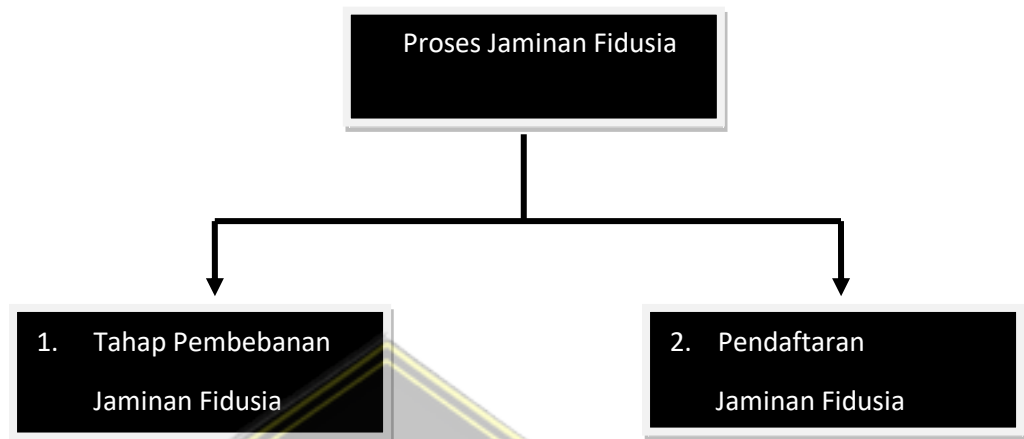 Proses Jaminan Fidusia
1. Tahap Pembebanan
Jaminan Fidusia
2. Pendaftaran
Jaminan Fidusia